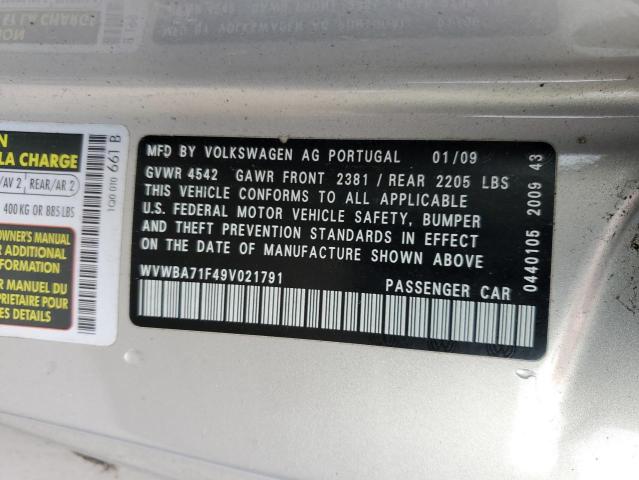 N
LA CHARGE
/AV 2 REAR/AR 2
400 KG OR 885 LBS
OWNER'S MANUAL
ADDITIONAL
INFORMATION
MANUEL DU
PROPRIETAIRE POUR
PLUS DE DETAILS
1Q0 010 661 B
MFD BY VOLKSWAGEN AG PORTUGAL 01/09
GVWR 4542 GAWR FRONT 2381 / REAR 2205 LBS
THIS VEHICLE CONFORMS TO ALL APPLICABLE
U.S. FEDERAL MOTOR VEHICLE SAFETY, BUMPER
AND THEFT PREVENTION STANDARDS IN EFFECT
ON THE DATE OF MANUFACTURE SHOWN ABOVE.
WVWBA71F49V021791 PASSENGER CAR
0440105 2009 43